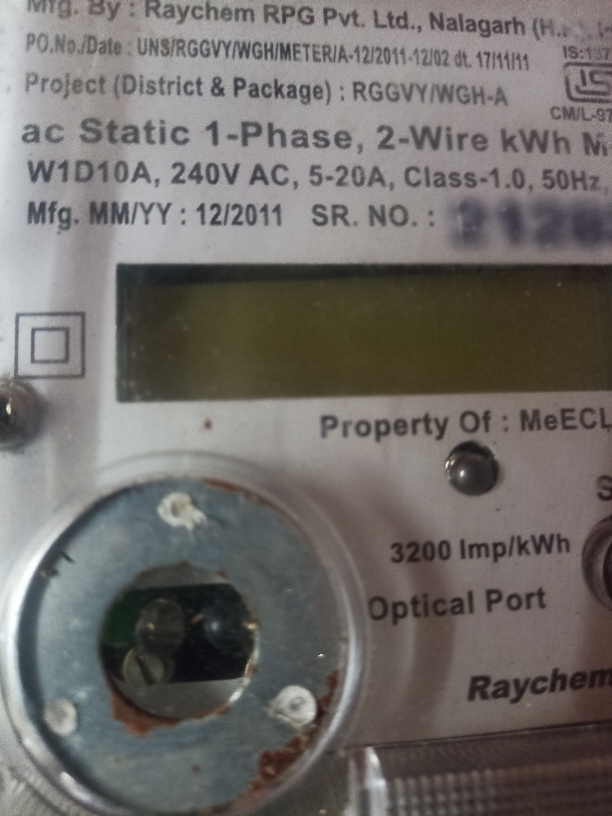 Mfg. By : Raychem RPG Pvt. Ltd., Nalagarh
PO.No./Date : UNS/RGGVY/WGH/METER/A-12/2011-12/02 dt. 17/11/11
Project (District & Package) : RGGVY/WGH-A
CM/L-97
ac Static 1-Phase, 2-Wire kWh M
W1D10A, 240V AC, 5-20A, Class-1.0, 50Hz,
Mfg. MM/YY : 12/2011 SR. NO. :
Property Of : MeECL
3200 Imp/kWh
Optical Port
Raychem